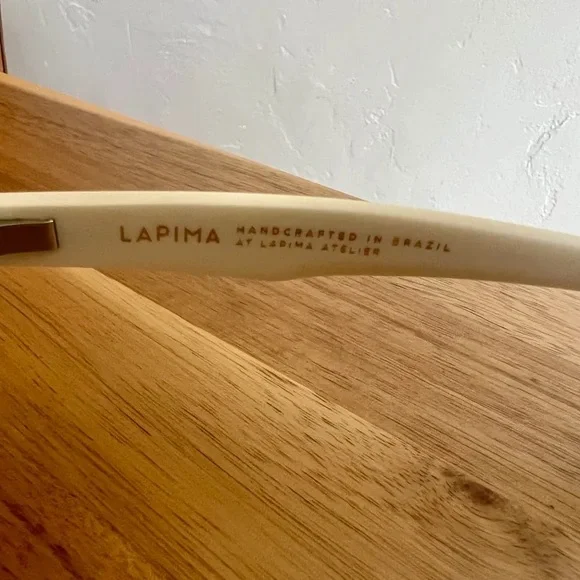 LAPIMA
HANDCRAFTED IN BRAZIL
AT LAPIMA ATELIER